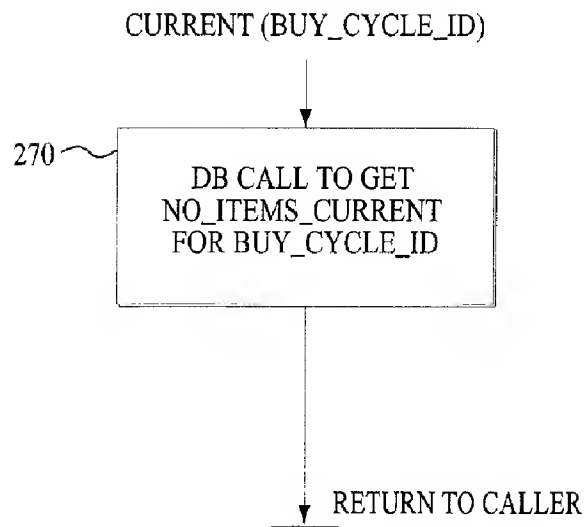 CURRENT (BUY_CYCLE_ID)
270
DB CALL TO GET
NO_ITEMS_CURRENT
FOR BUY_CYCLE_ID
RETURN TO CALLER